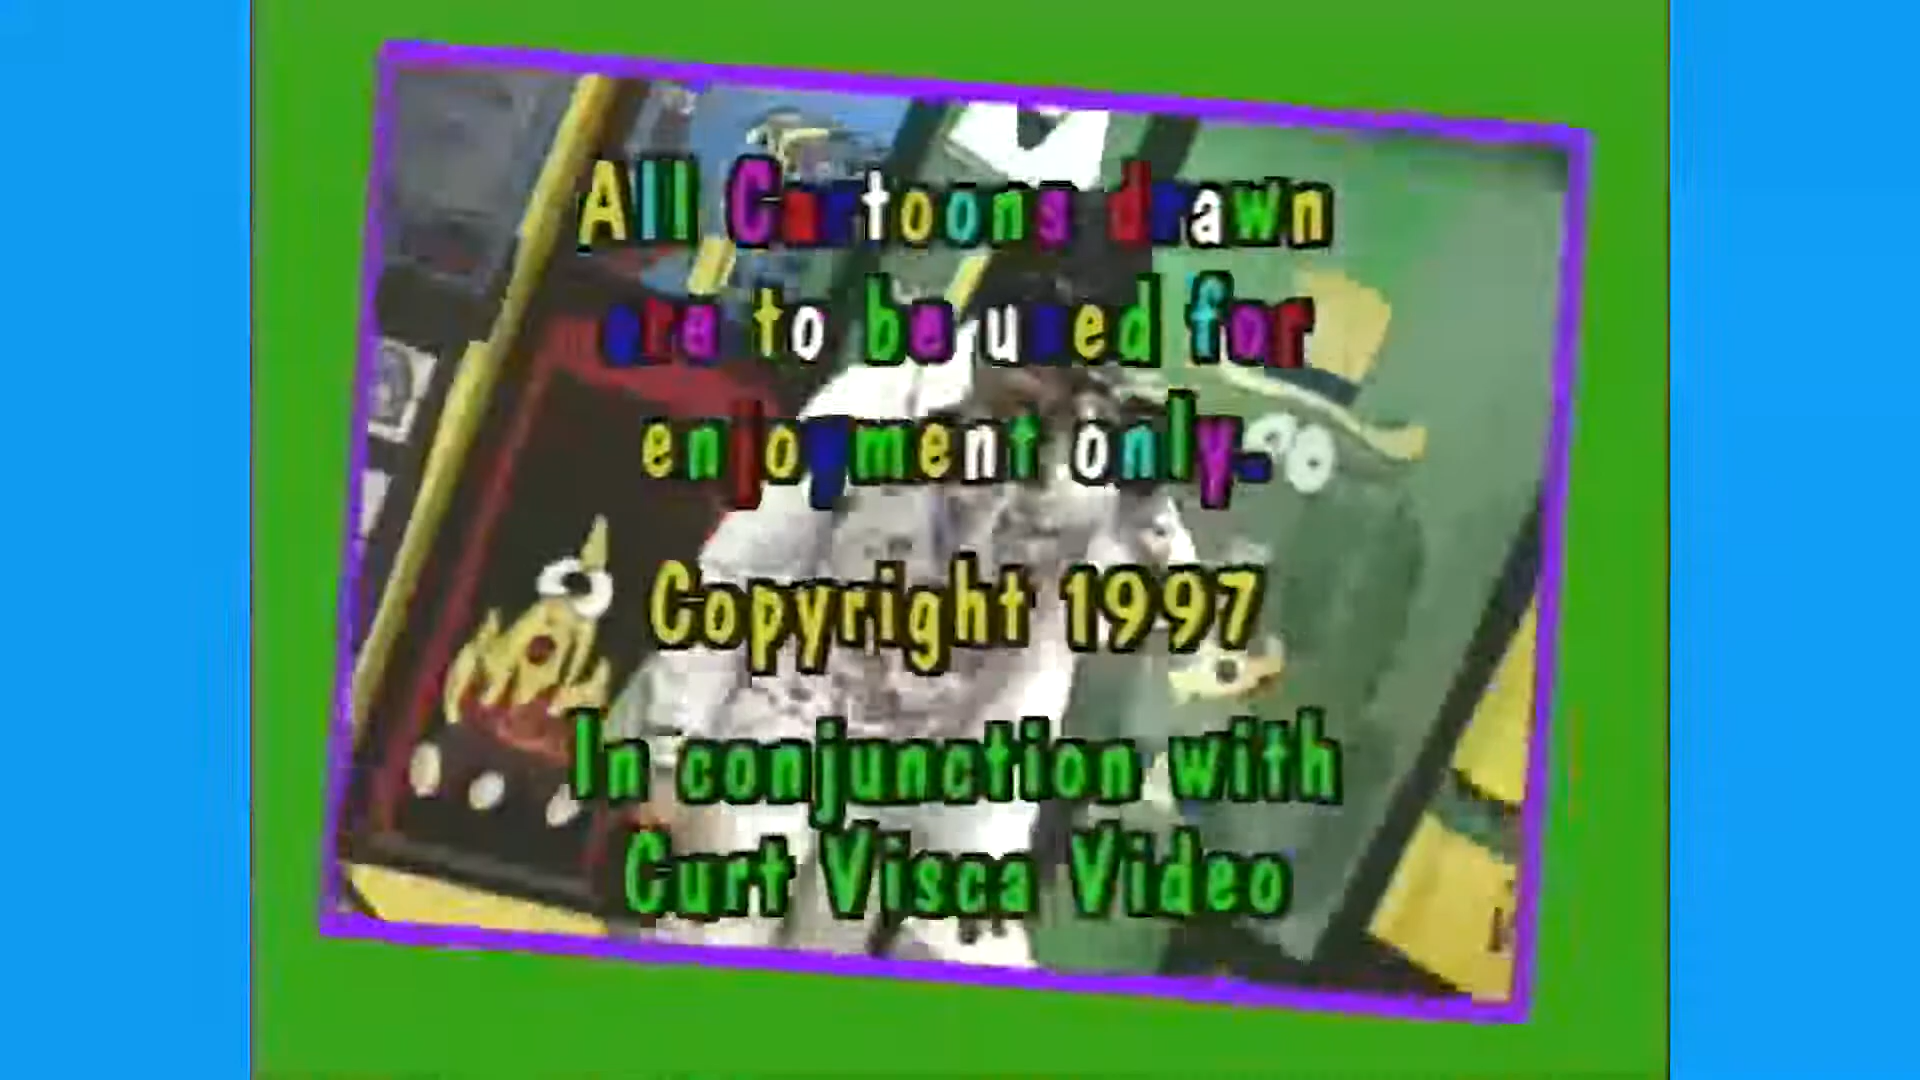 All Cartoons drawn
are to be used for
enjoyment only.
Copyright 1997
In conjunction with
Curt Visca Video